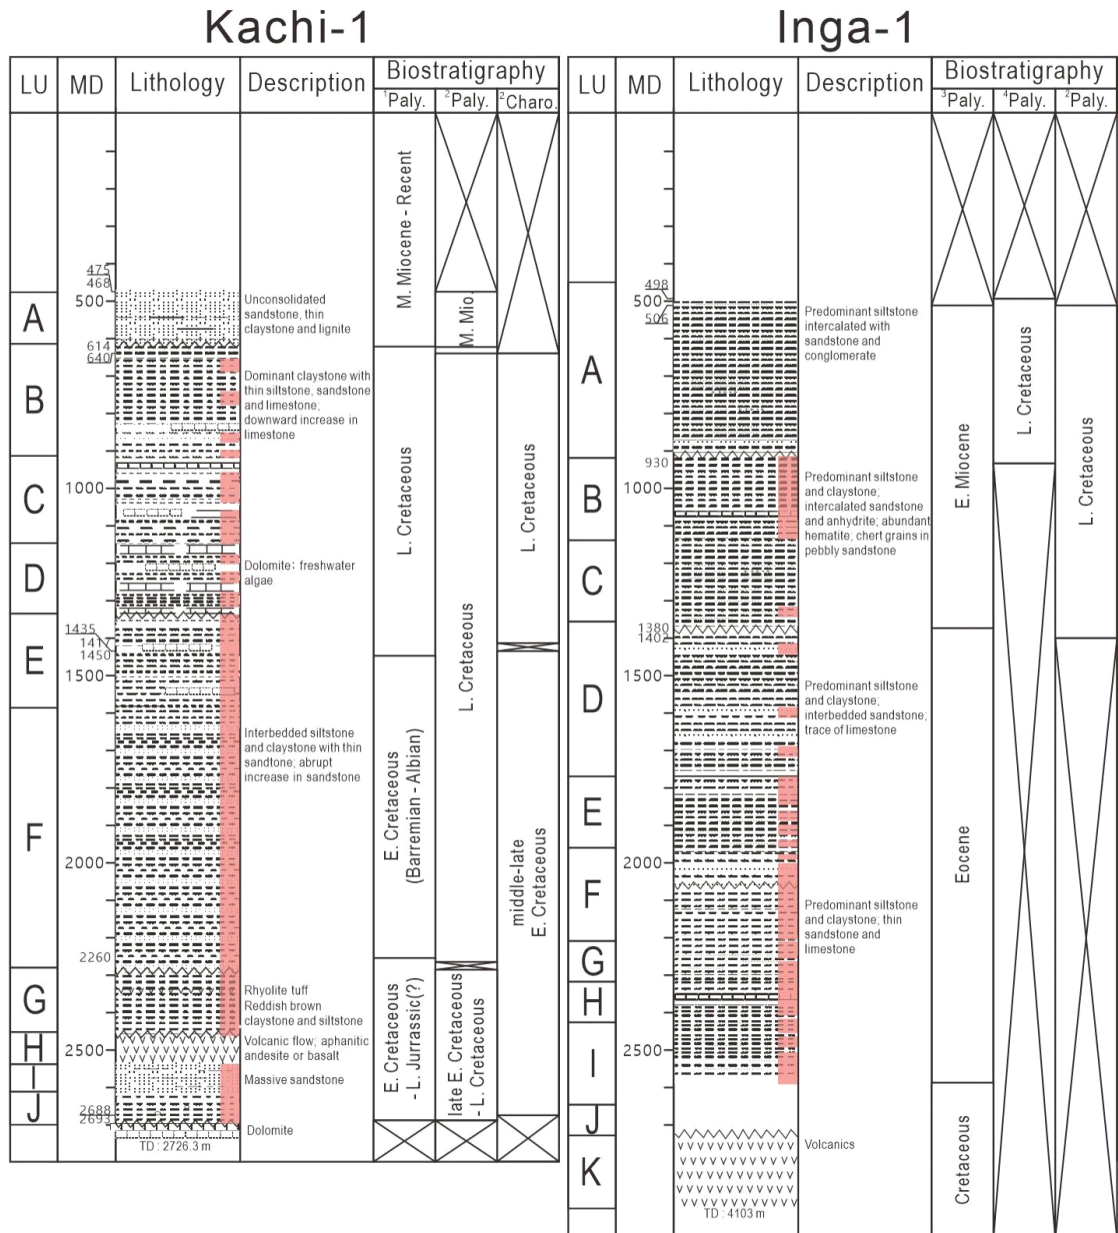 Kachi-1
LU
MD
Lithology
Description
Biostratigraphy
¹Paly.
²Paly.
²Charo.
A
B
C
D
E
F
G
H
I
J
475
468
500
614
640
1000
1435
1417
1450
1500
2000
2260
2500
2688
2693
TD : 2726.3 m
Unconsolidated
sandstone, thin
claystone and lignite
Dominant claystone with
thin siltstone, sandstone
and limestone;
downward increase in
limestone
Dolomite: freshwater
algae
Interbedded siltstone
and claystone with thin
sandtone; abrupt
increase in sandstone
Rhyolite tuff
Reddish brown
claystone and siltstone
Volcanic flow; aphanitic
andesite or basalt
Massive sandstone
Dolomite
M. Miocene - Recent
L. Cretaceous
E. Cretaceous
(Barremian - Albian)
E. Cretaceous
- L. Jurrassic(?)
M. Mio.
L. Cretaceous
late E. Cretaceous
- L. Cretaceous
L. Cretaceous
middle-late
E. Cretaceous
Inga-1
LU
MD
Lithology
Description
Biostratigraphy
³Paly.
⁴Paly.
²Paly.
A
B
C
D
E
F
G
H
I
J
K
498
500
506
930
1000
1380
1402
1500
2000
2500
TD : 4103 m
Predominant siltstone
intercalated with
sandstone and
conglomerate
Predominant siltstone
and claystone;
intercalated sandstone
and anhydrite; abundant
hematite; chert grains in
pebbly sandstone
Predominant siltstone
and claystone;
interbedded sandstone;
trace of limestone
Predominant siltstone
and claystone; thin
sandstone and
limestone
Volcanics
E. Miocene
Eocene
Cretaceous
L. Cretaceous
L. Cretaceous